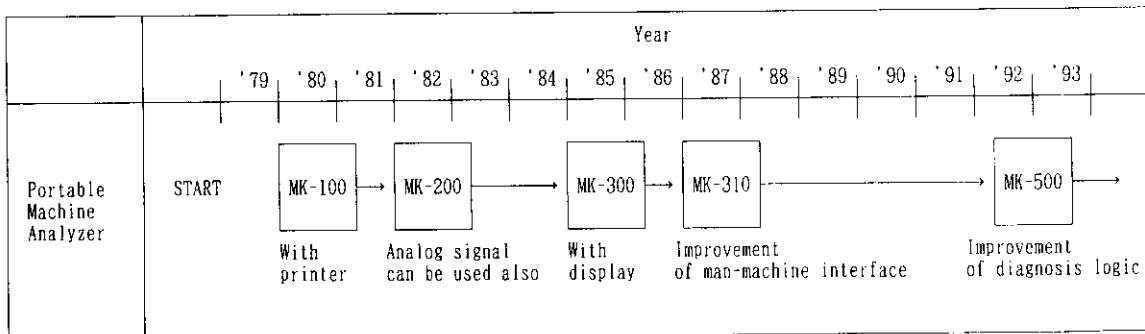 Year
'79 '80 '81 '82 '83 '84 '85 '86 '87 '88 '89 '90 '91 '92 '93
Portable
Machine
Analyzer
START
MK-100
MK-200
MK-300
MK-310
MK-500
With
printer
Analog signal
can be used also
With
display
Improvement
of man-machine interface
Improvement
of diagnosis logic